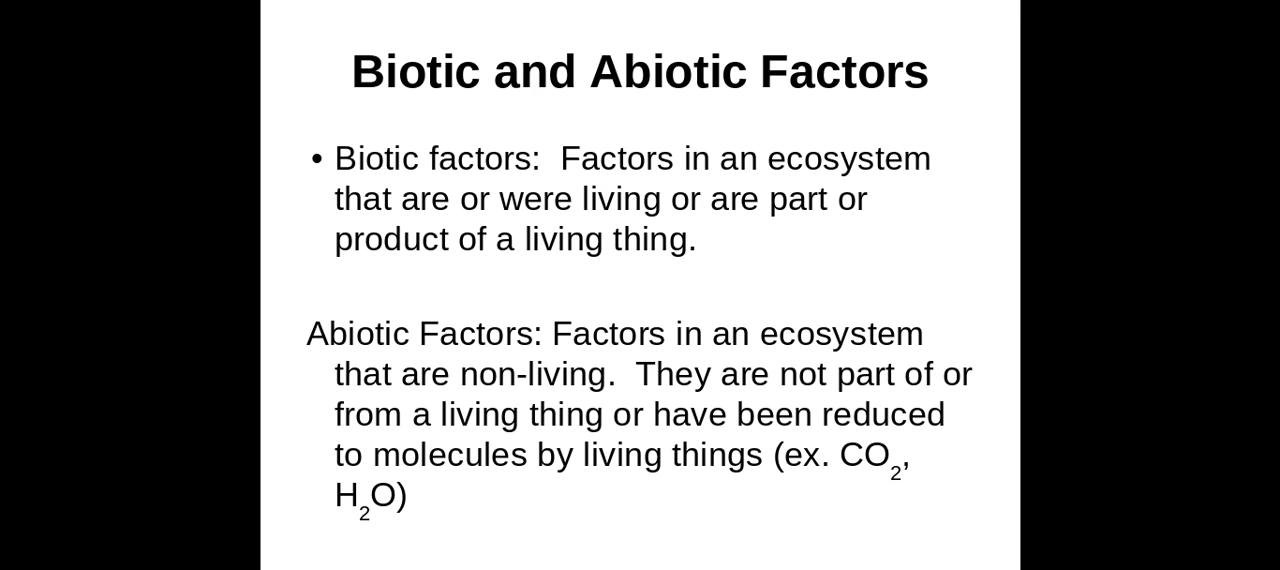 Biotic and Abiotic Factors
• Biotic factors:  Factors in an ecosystem
that are or were living or are part or
product of a living thing.
Abiotic Factors: Factors in an ecosystem
that are non-living.  They are not part of or
from a living thing or have been reduced
to molecules by living things (ex. CO₂,
H₂O)